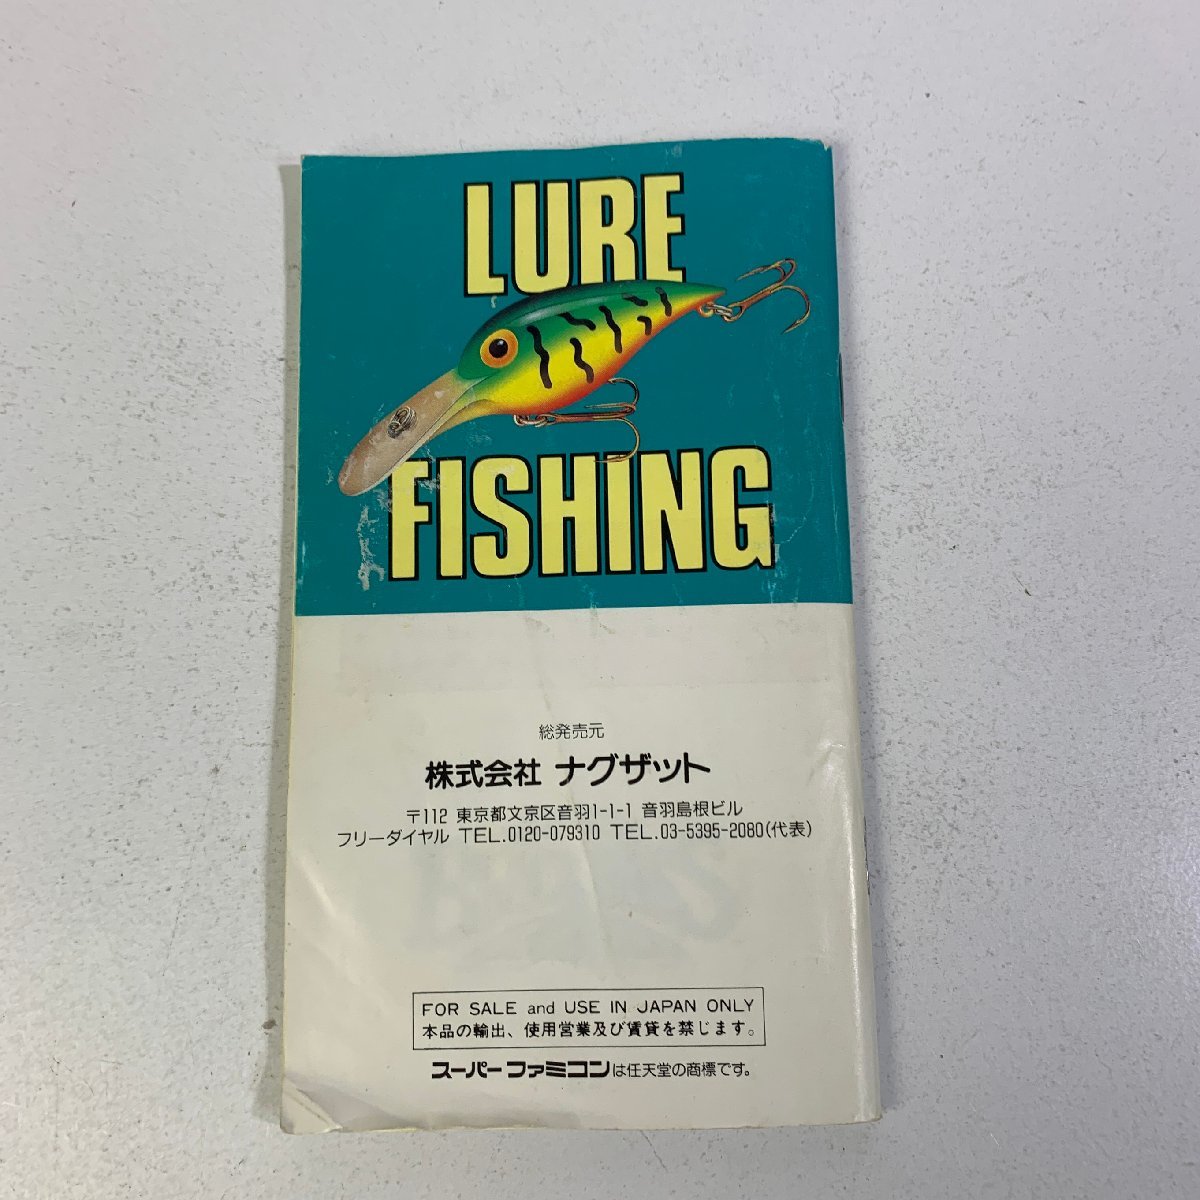 LURE
FISHING
総発売元
株式会社 ナグザット
〒112 東京都文京区音羽1-1-1 音羽島根ビル
フリーダイヤル TEL.0120-079310 TEL.03-5395-2080(代表)
FOR SALE and USE IN JAPAN ONLY
本品の輸出、使用営業及び賃貸を禁じます。
スーパーファミコンは任天堂の商標です。